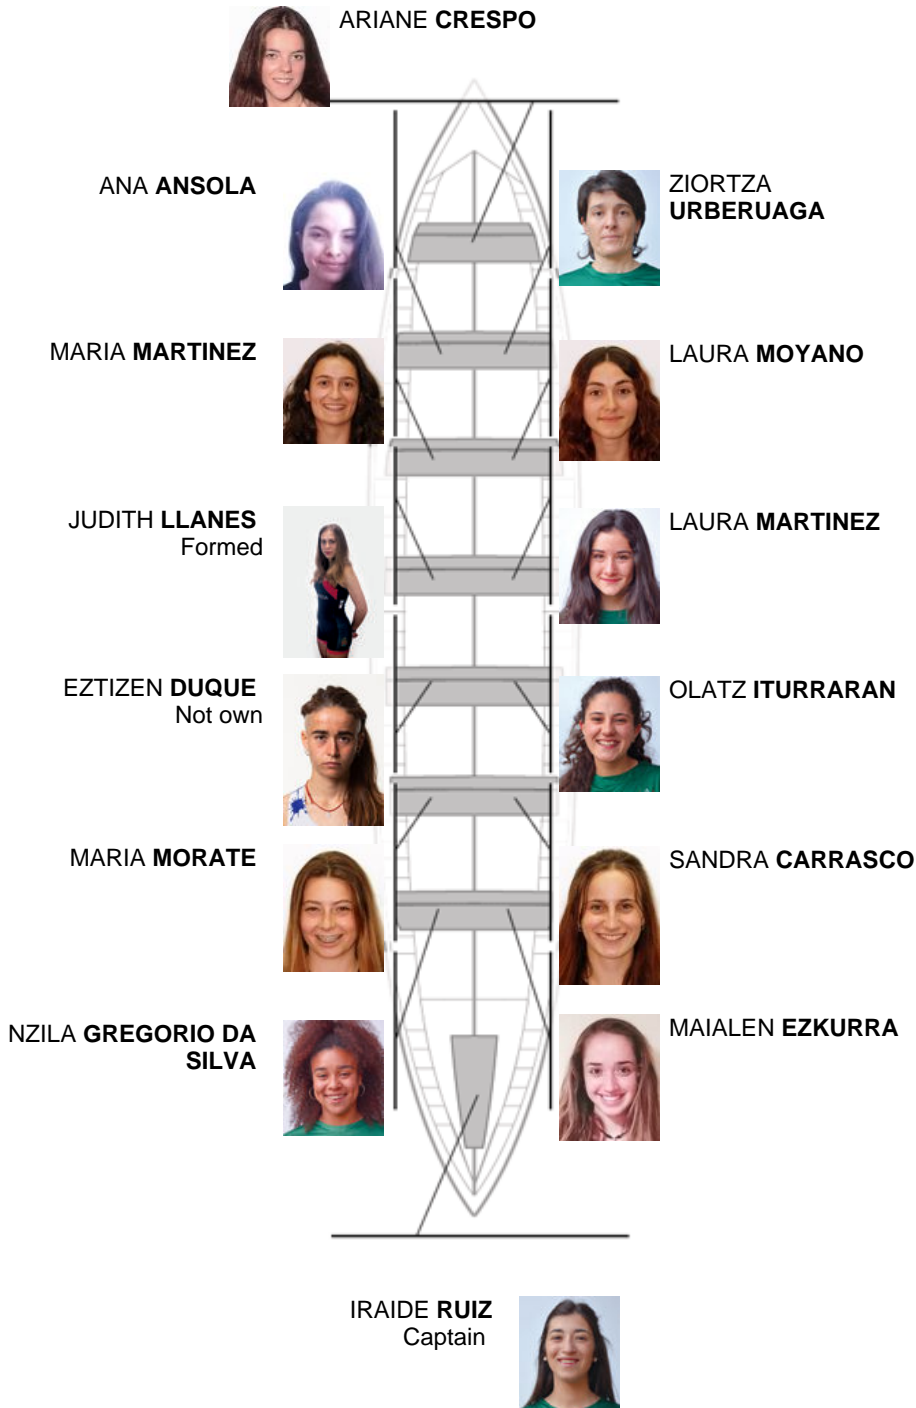 ARIANE CRESPO
ANA ANSOLA
ZIORTZA
URBERUAGA
MARIA MARTINEZ
LAURA MOYANO
JUDITH LLANES
Formed
LAURA MARTINEZ
EZTIZEN DUQUE
Not own
OLATZ ITURRARAN
MARIA MORATE
SANDRA CARRASCO
NZILA GREGORIO DA
SILVA
MAIALEN EZKURRA
IRAIDE RUIZ
Captain